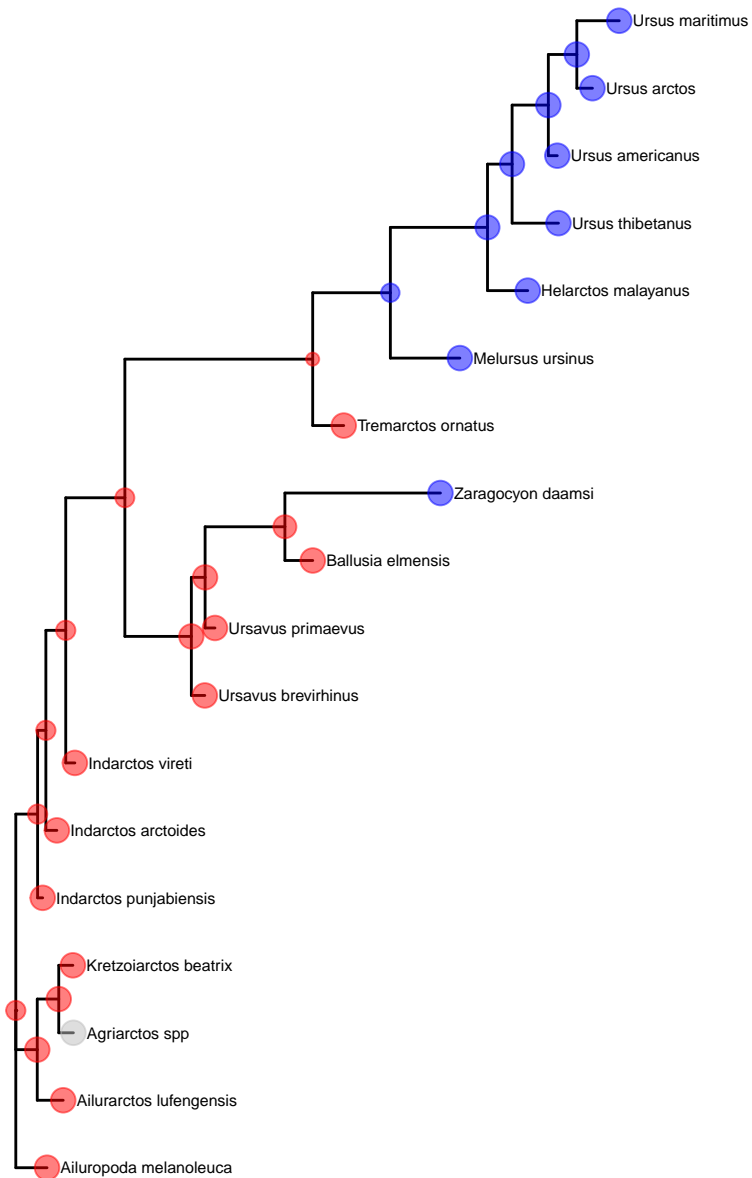 Ursus maritimus
Ursus arctos
Ursus americanus
Ursus thibetanus
Helarctos malayanus
Melursus ursinus
Tremarctos ornatus
Zaragocyon daamsi
Ballusia elmensis
Ursavus primaevus
Ursavus brevirhinus
Indarctos vireti
Indarctos arctoides
Indarctos punjabiensis
Kretzoiarctos beatrix
Agriarctos spp
Ailurarctos lufengensis
Ailuropoda melanoleuca